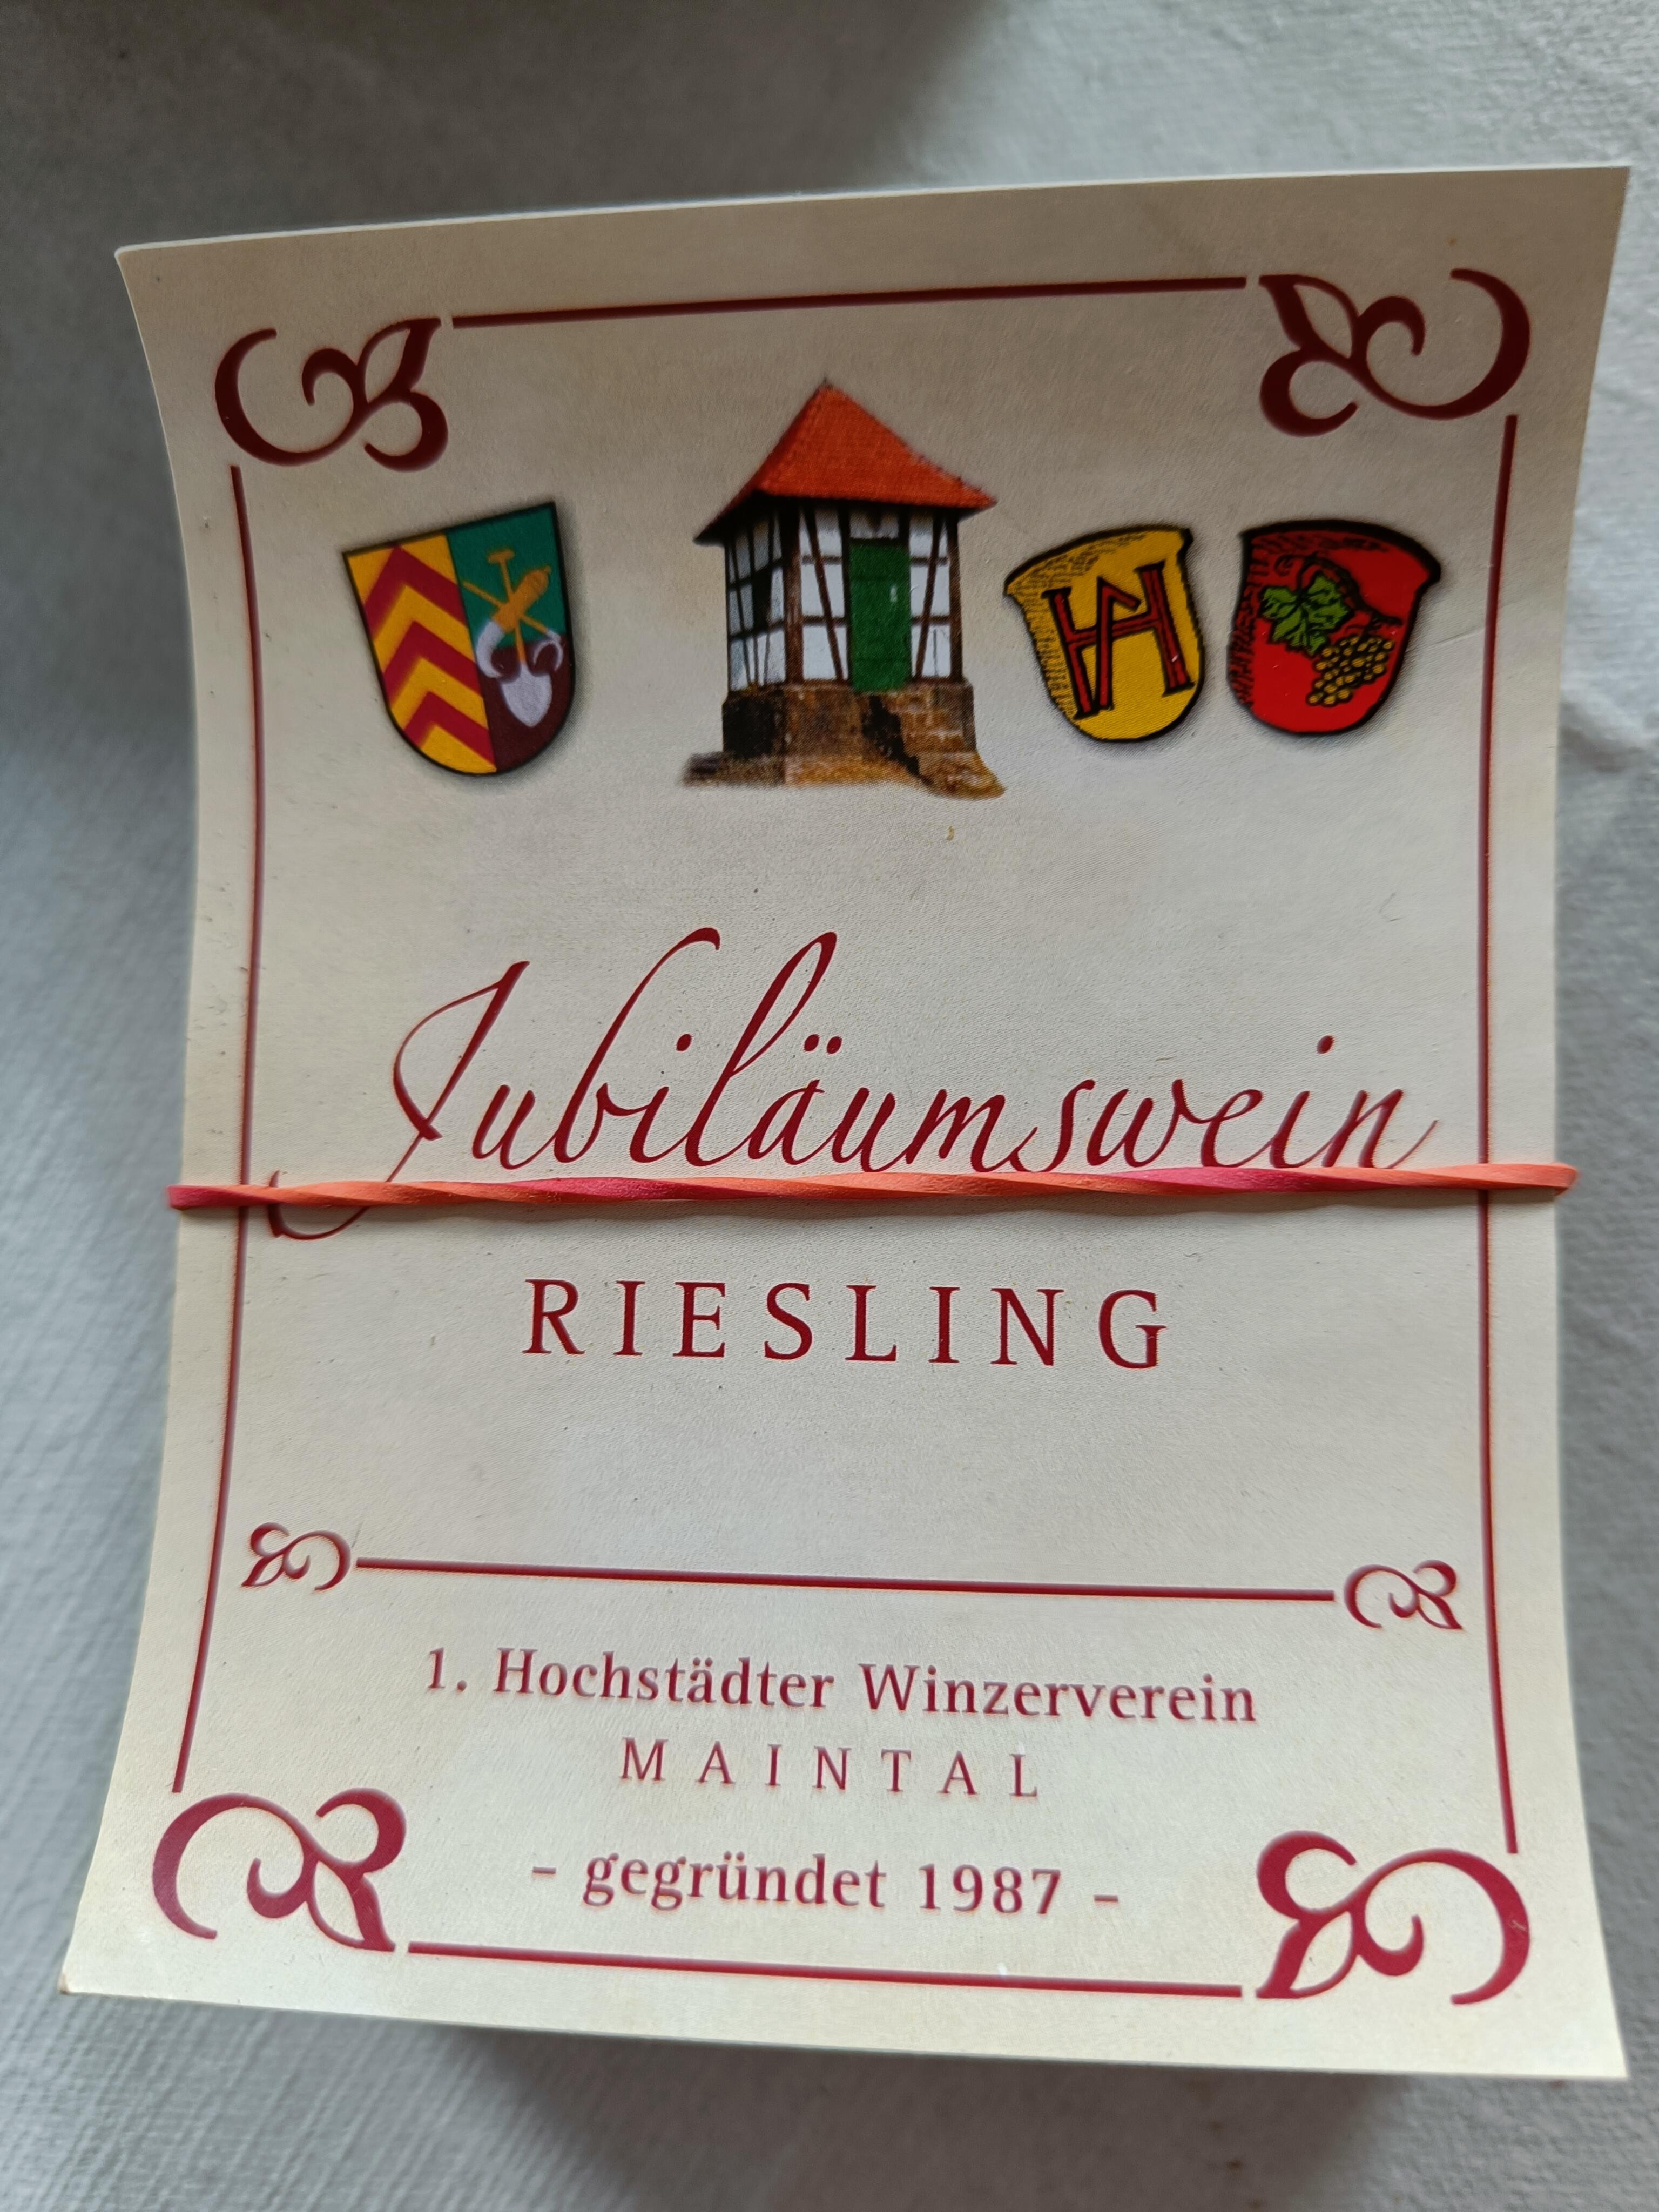 Jubiläumswein
RIESLING
1. Hochstädter Winzerverein
MAINTAL
- gegründet 1987 -